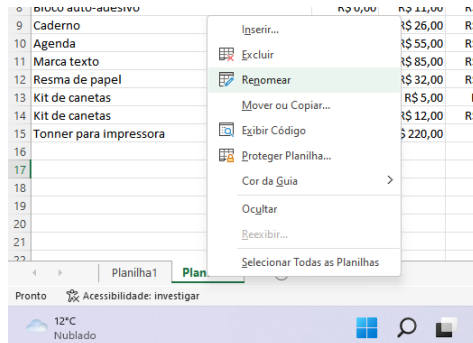 8 Bloco auto-adesivo R$ 0,00 R$ 11,00
9 Caderno R$ 26,00
10 Agenda R$ 55,00
11 Marca texto R$ 85,00
12 Resma de papel R$ 32,00
13 Kit de canetas R$ 5,00
14 Kit de canetas R$ 12,00
15 Tonner para impressora $ 220,00
16
17
18
19
20
21
22
Inserir...
Excluir
Renomear
Mover ou Copiar...
Exibir Código
Proteger Planilha...
Cor da Guia
Ocultar
Reexibir...
Selecionar Todas as Planilhas
Planilha1 Plan
Pronto Acessibilidade: investigar
12°C
Nublado